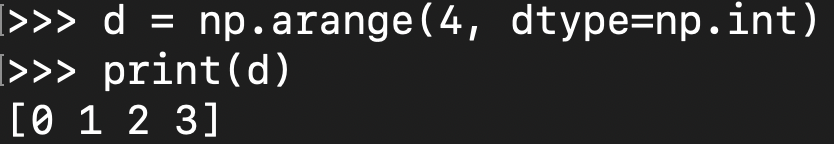 >>> d = np.arange(4, dtype=np.int)
>>> print(d)
[0 1 2 3]